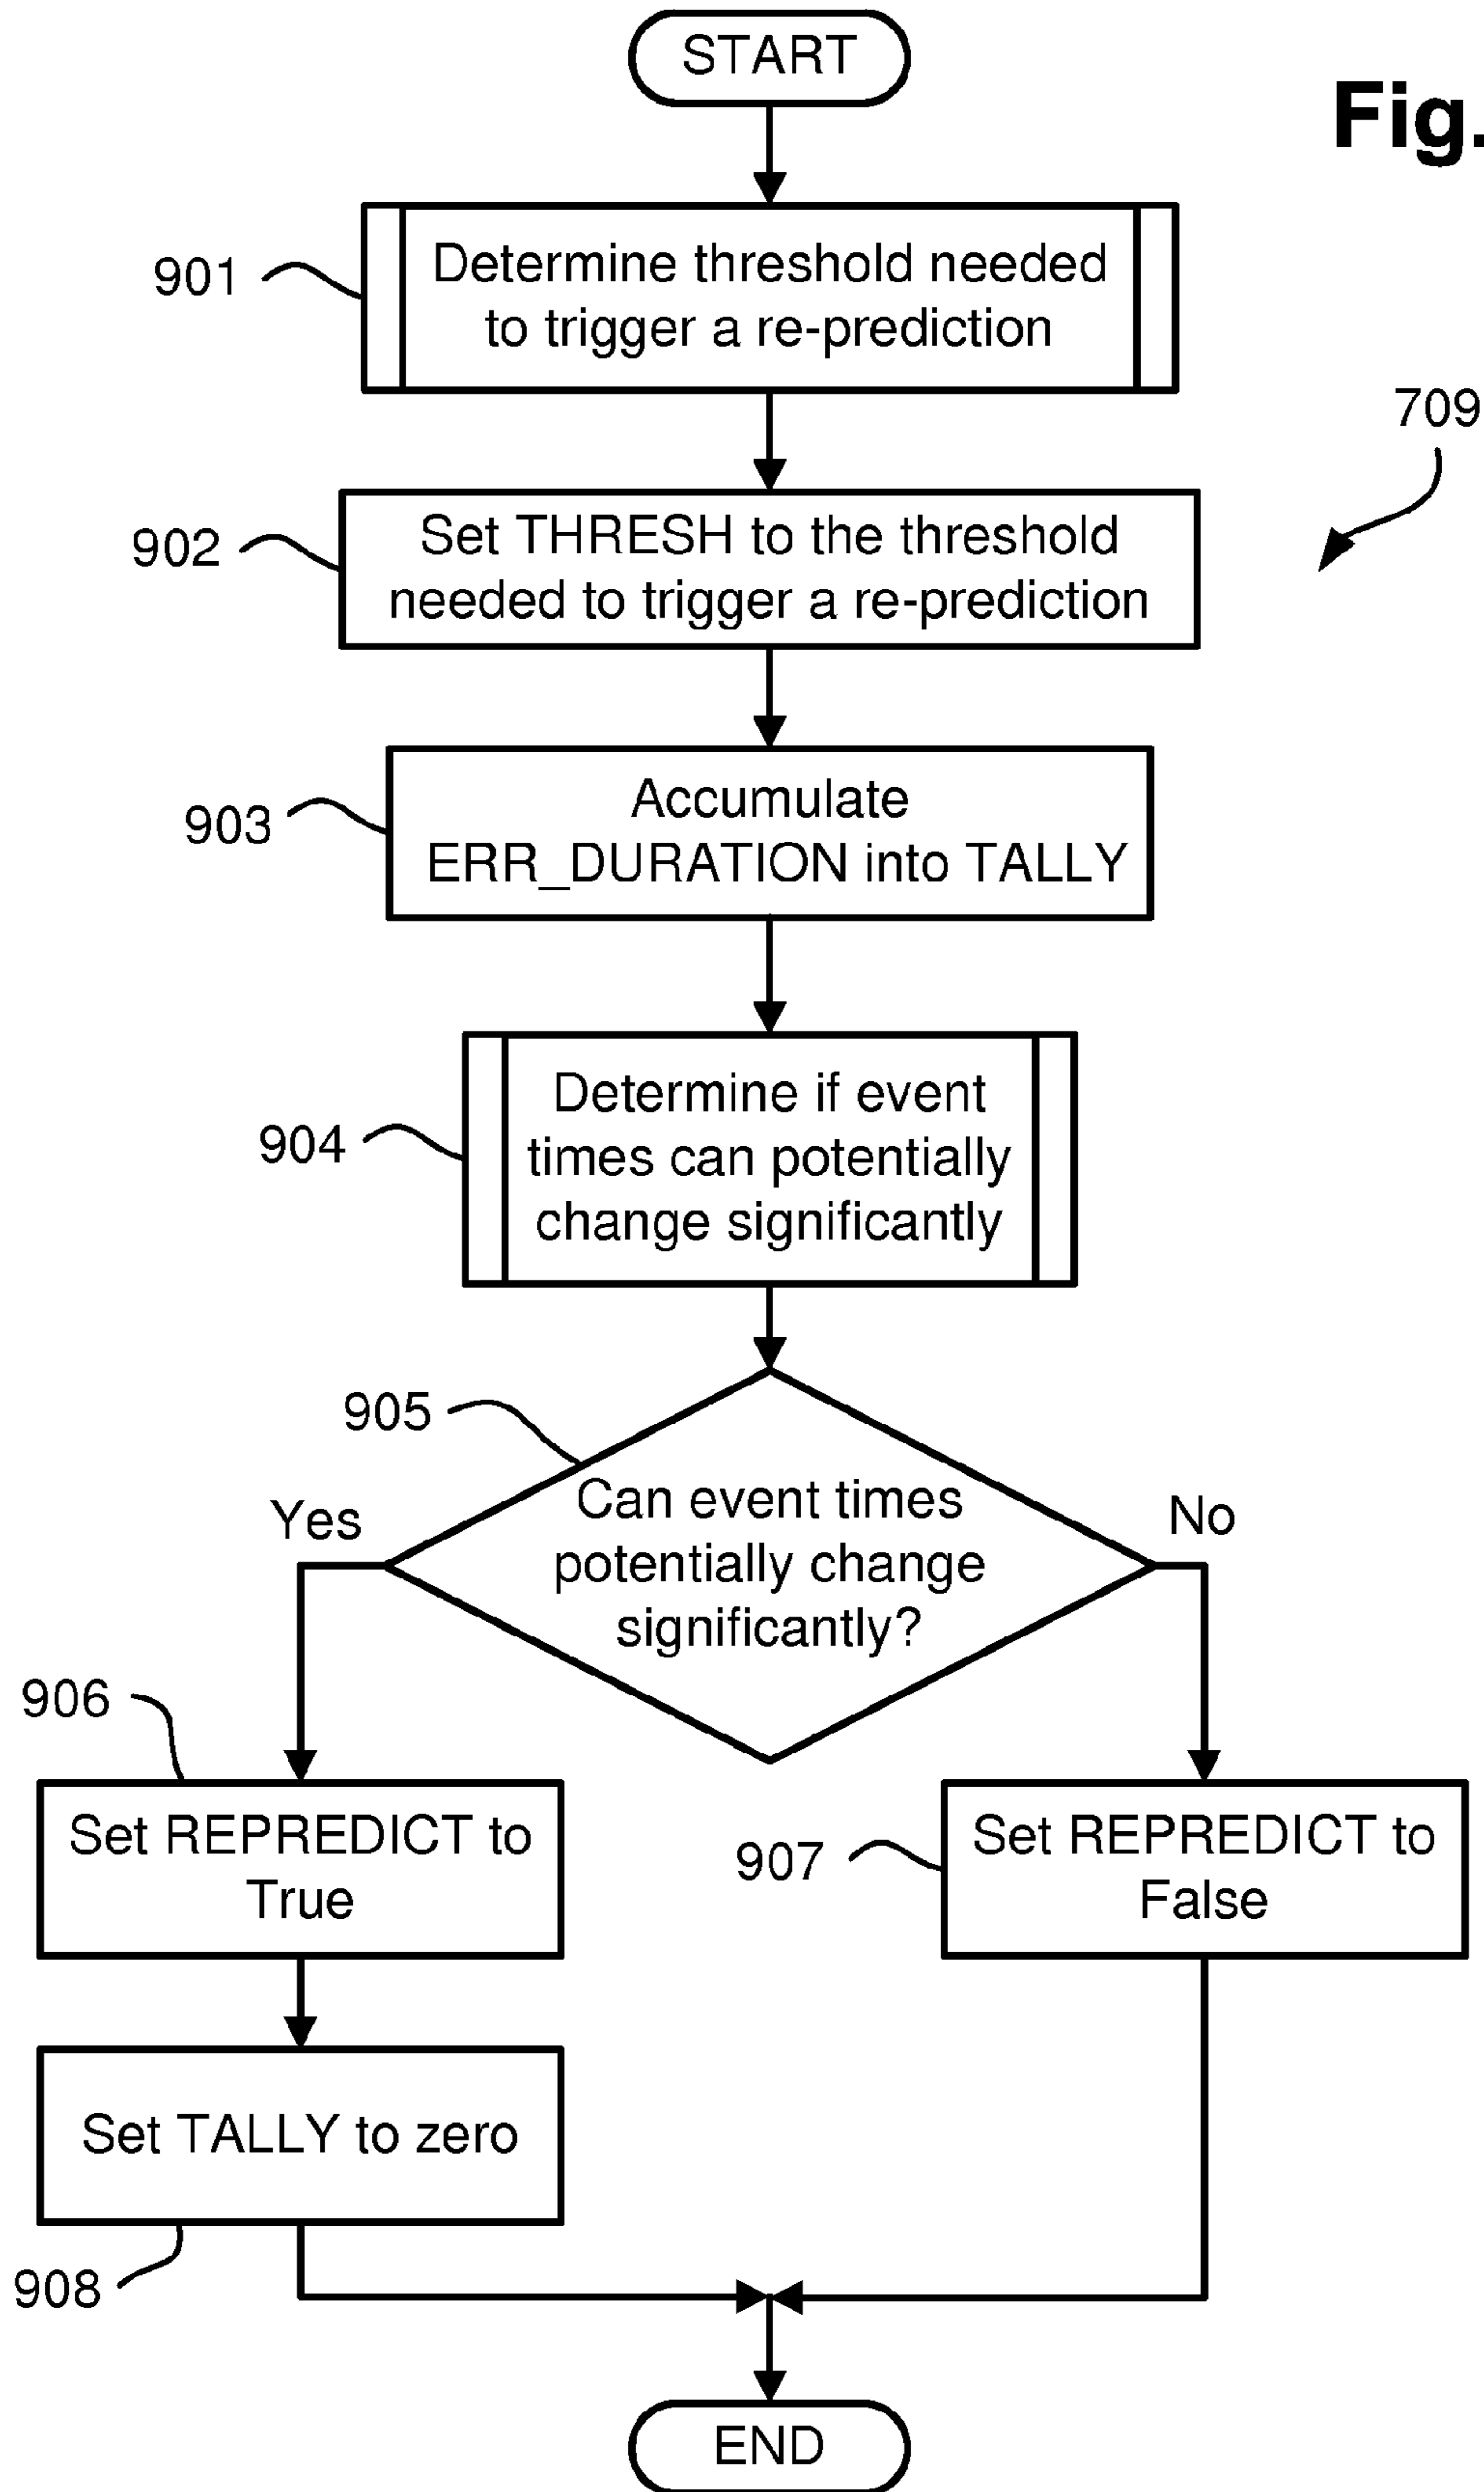 START
Fig.
901
Determine threshold needed
to trigger a re-prediction
709
902
Set THRESH to the threshold
needed to trigger a re-prediction
903
Accumulate
ERR_DURATION into TALLY
904
Determine if event
times can potentially
change significantly
905
Can event times
potentially change
significantly?
Yes
No
906
Set REPREDICT to
True
907
Set REPREDICT to
False
Set TALLY to zero
908
END